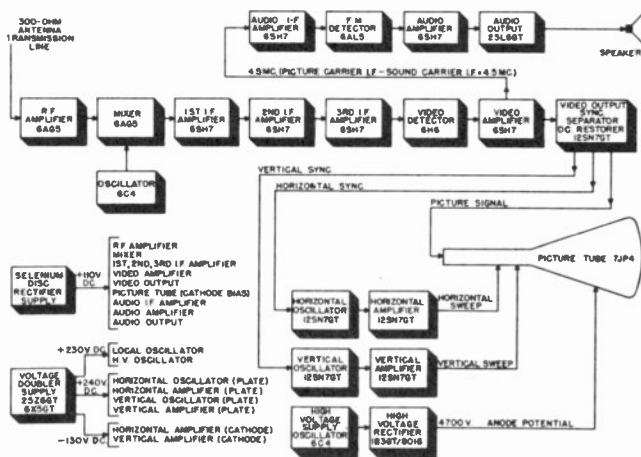 300-OHM
ANTENNA
TRANSMISSION
LINE
AUDIO I-F
AMPLIFIER
6SH7
F M
DETECTOR
6AL5
AUDIO
AMPLIFIER
6SH7
AUDIO
OUTPUT
25L6GT
SPEAKER
4.5MC. (PICTURE CARRIER I.F.-SOUND CARRIER I.F.=4.5 MC.)
R F
AMPLIFIER
6AG5
MIXER
6AG5
1ST I.F
AMPLIFIER
6SH7
2ND I.F
AMPLIFIER
6SH7
3RD I.F
AMPLIFIER
6SH7
VIDEO
DETECTOR
6H6
VIDEO
AMPLIFIER
6SH7
VIDEO OUTPUT
SYNC
SEPARATOR
DC RESTORER
12SN7GT
OSCILLATOR
6C4
VERTICAL SYNC
HORIZONTAL SYNC
PICTURE SIGNAL
PICTURE TUBE 7JP4
SELENIUM
DISC
RECTIFIER
SUPPLY
+110V
DC
R F AMPLIFIER
MIXER
1ST, 2ND, 3RD I.F AMPLIFIER
VIDEO AMPLIFIER
VIDEO OUTPUT
PICTURE TUBE (CATHODE BIAS)
AUDIO I.F AMPLIFIER
AUDIO AMPLIFIER
AUDIO OUTPUT
HORIZONTAL
OSCILLATOR
12SN7GT
HORIZONTAL
AMPLIFIER
12SN7GT
HORIZONTAL
SWEEP
VERTICAL
OSCILLATOR
12SN7GT
VERTICAL
AMPLIFIER
12SN7GT
VERTICAL SWEEP
VOLTAGE
DOUBLER
SUPPLY
25Z6GT
6X5GT
+230V DC
LOCAL OSCILLATOR
H.V. OSCILLATOR
+240V.
DC
HORIZONTAL OSCILLATOR (PLATE)
HORIZONTAL AMPLIFIER (PLATE)
VERTICAL OSCILLATOR (PLATE)
VERTICAL AMPLIFIER (PLATE)
-130V DC
HORIZONTAL AMPLIFIER (CATHODE)
VERTICAL AMPLIFIER (CATHODE)
HIGH
VOLTAGE
SUPPLY
OSCILLATOR
6C4
HIGH
VOLTAGE
RECTIFIER
1B3GT/8016
4700 V
ANODE POTENTIAL